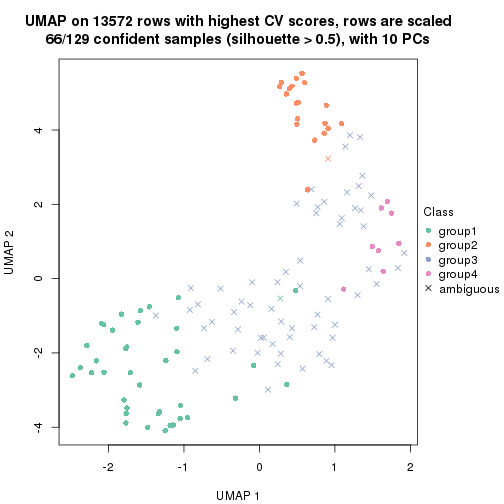 UMAP on 13572 rows with highest CV scores, rows are scaled
66/129 confident samples (silhouette > 0.5), with 10 PCs
UMAP 2
4
2
0
-2
-4
-2
-1
0
1
2
UMAP 1
Class
group1
group2
group3
group4
ambiguous